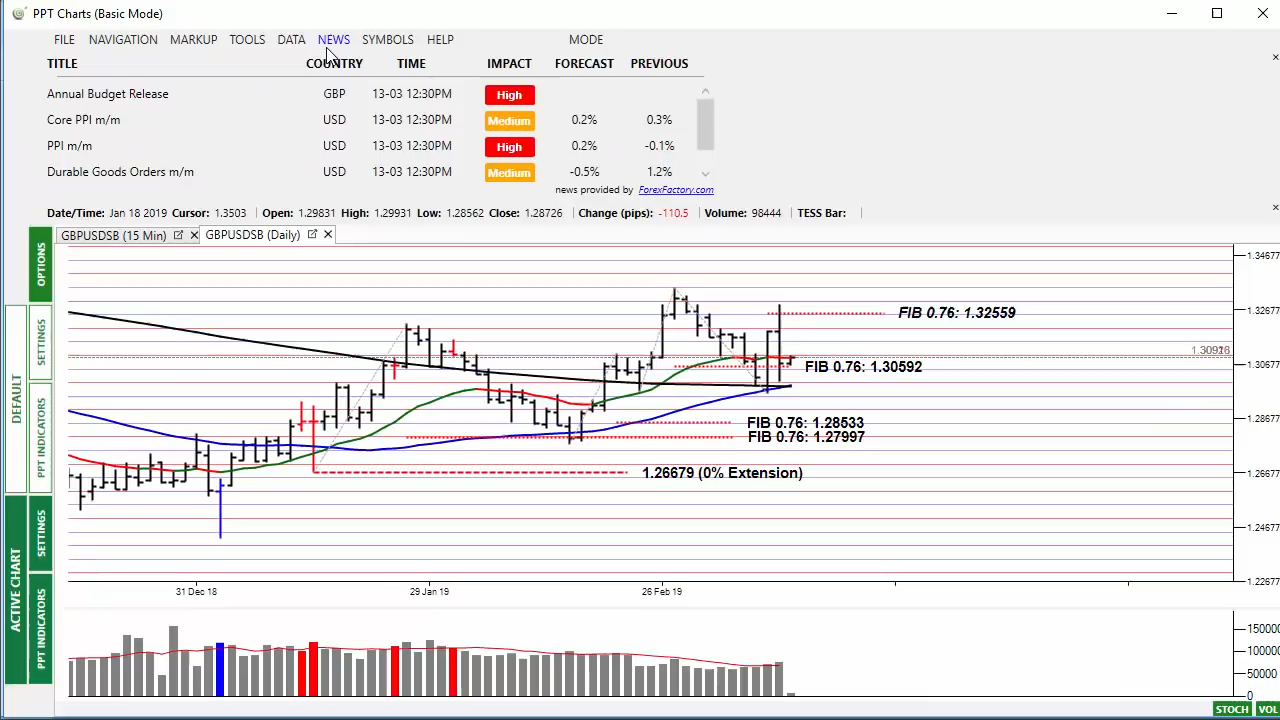 PPT Charts (Basic Mode)
FILE NAVIGATION MARKUP TOOLS DATA NEWS SYMBOLS HELP MODE
TITLE COUNTRY TIME IMPACT FORECAST PREVIOUS
Annual Budget Release GBP 13-03 12:30PM High
Core PPI m/m USD 13-03 12:30PM Medium 0.2% 0.3%
PPI m/m USD 13-03 12:30PM High 0.2% -0.1%
Durable Goods Orders m/m USD 13-03 12:30PM Medium -0.5% 1.2%
news provided by ForexFactory.com
Date/Time: Jan 18 2019 Cursor: 1.3503 Open: 1.29831 High: 1.29931 Low: 1.28562 Close: 1.28726 Change (pips): -110.5 Volume: 98444 TESS Bar:
GBPUSDSB (15 Min) GBPUSDSB (Daily)
OPTIONS
SETTINGS
PPT INDICATORS
DEFAULT
SETTINGS
PPT INDICATORS
ACTIVE CHART
1.34677
FIB 0.76: 1.32559
1.32677
FIB 0.76: 1.30592
1.30677
FIB 0.76: 1.28533
1.28677
FIB 0.76: 1.27997
1.26679 (0% Extension)
1.26677
1.24677
1.22677
31 Dec 18 29 Jan 19 26 Feb 19
150000
100000
50000
0
STOCH VOL